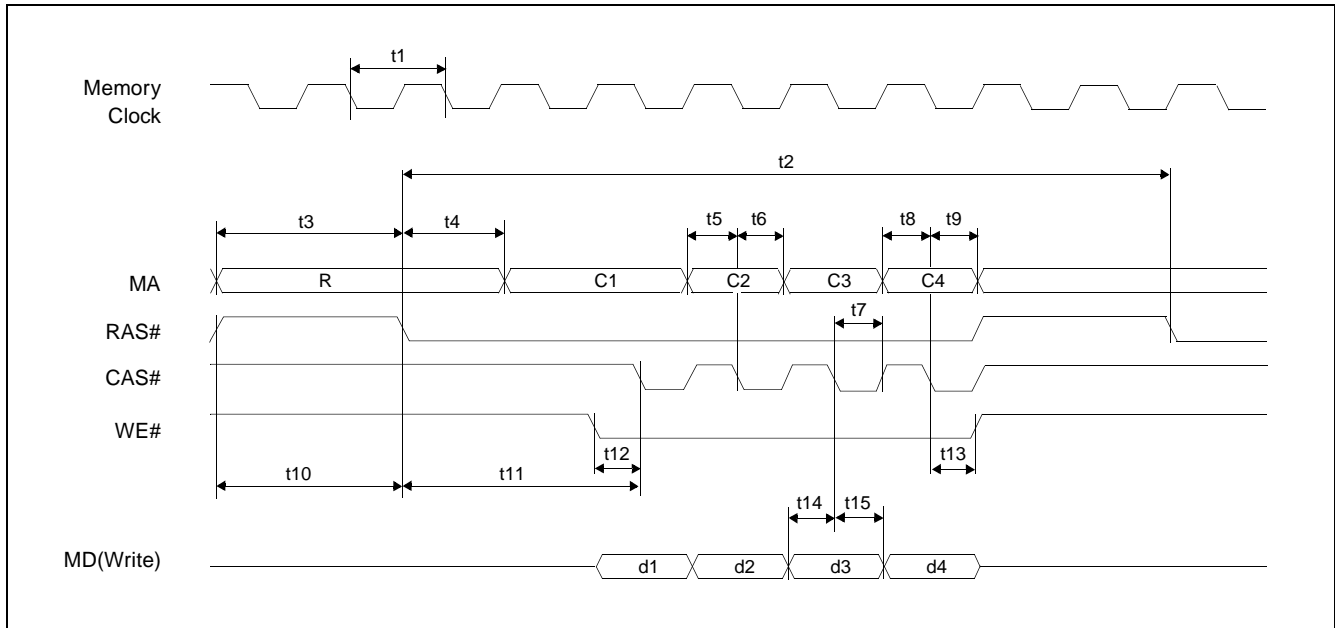 t1
Memory
Clock
t2
t3
t4
t5
t6
t8
t9
MA
R
C1
C2
C3
C4
t7
RAS#
CAS#
WE#
t12
t13
t10
t11
t14
t15
MD(Write)
d1
d2
d3
d4